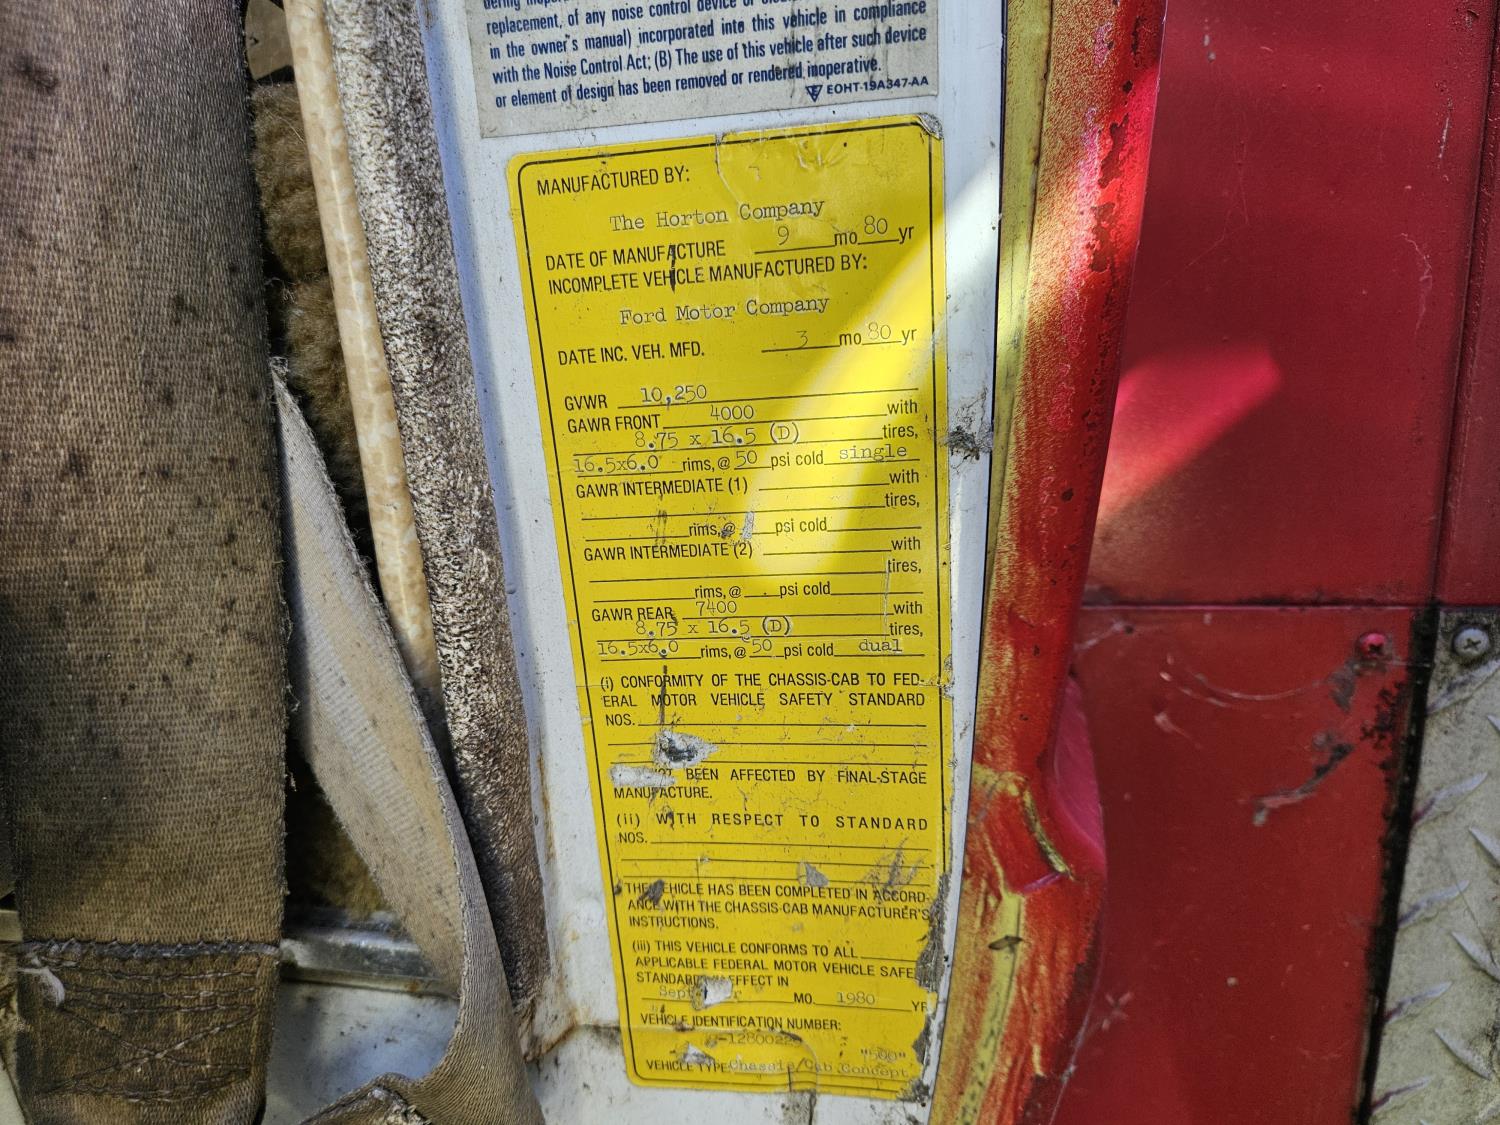 replacement, of any noise control device or
in the owner's manual) incorporated into this vehicle in compliance
with the Noise Control Act; (B) The use of this vehicle after such device
or element of design has been removed or rendered inoperative.
EOHT-19A347-AA
MANUFACTURED BY:
The Horton Company
DATE OF MANUFACTURE 9 mo 80 yr
INCOMPLETE VEHICLE MANUFACTURED BY:
Ford Motor Company
DATE INC. VEH. MFD. 3 mo 80 yr
GVWR 10,250
GAWR FRONT 4000 with
8.75 x 16.5 (D) tires,
16.5x6.0 rims, @ 50 psi cold single
GAWR INTERMEDIATE (1) with
tires,
rims, @ psi cold
GAWR INTERMEDIATE (2) with
tires,
rims, @ psi cold
GAWR REAR 7400 with
8.75 x 16.5 (D) tires,
16.5x6.0 rims, @ 50 psi cold dual
(i) CONFORMITY OF THE CHASSIS-CAB TO FED-
ERAL MOTOR VEHICLE SAFETY STANDARD
NOS.
BEEN AFFECTED BY FINAL-STAGE
MANUFACTURE.
(ii) WITH RESPECT TO STANDARD
NOS.
THE VEHICLE HAS BEEN COMPLETED IN ACCORD-
ANCE WITH THE CHASSIS-CAB MANUFACTURER'S
INSTRUCTIONS.
(iii) THIS VEHICLE CONFORMS TO ALL
APPLICABLE FEDERAL MOTOR VEHICLE SAFE
STANDARDS EFFECT IN
MO. 1980 YR
VEHICLE IDENTIFICATION NUMBER:
"500"
VEHICLE TYPE Chassis/Cab Concept